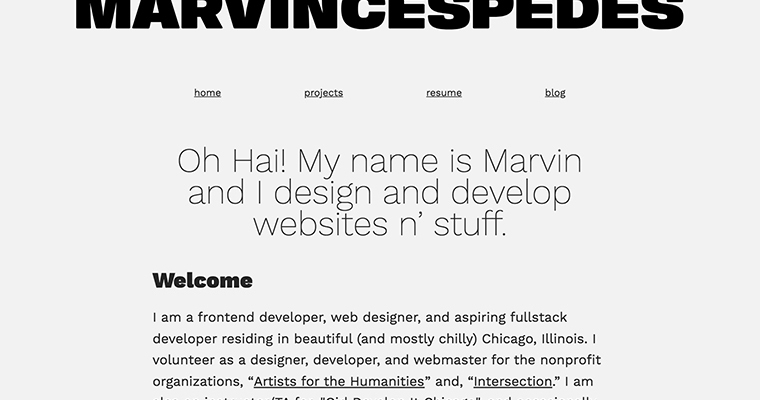 MARVINCESPEDES
home projects resume blog
Oh Hai! My name is Marvin
and I design and develop
websites n’ stuff.
Welcome
I am a frontend developer, web designer, and aspiring fullstack
developer residing in beautiful (and mostly chilly) Chicago, Illinois. I
volunteer as a designer, developer, and webmaster for the nonprofit
organizations, “Artists for the Humanities” and, “Intersection.” I am